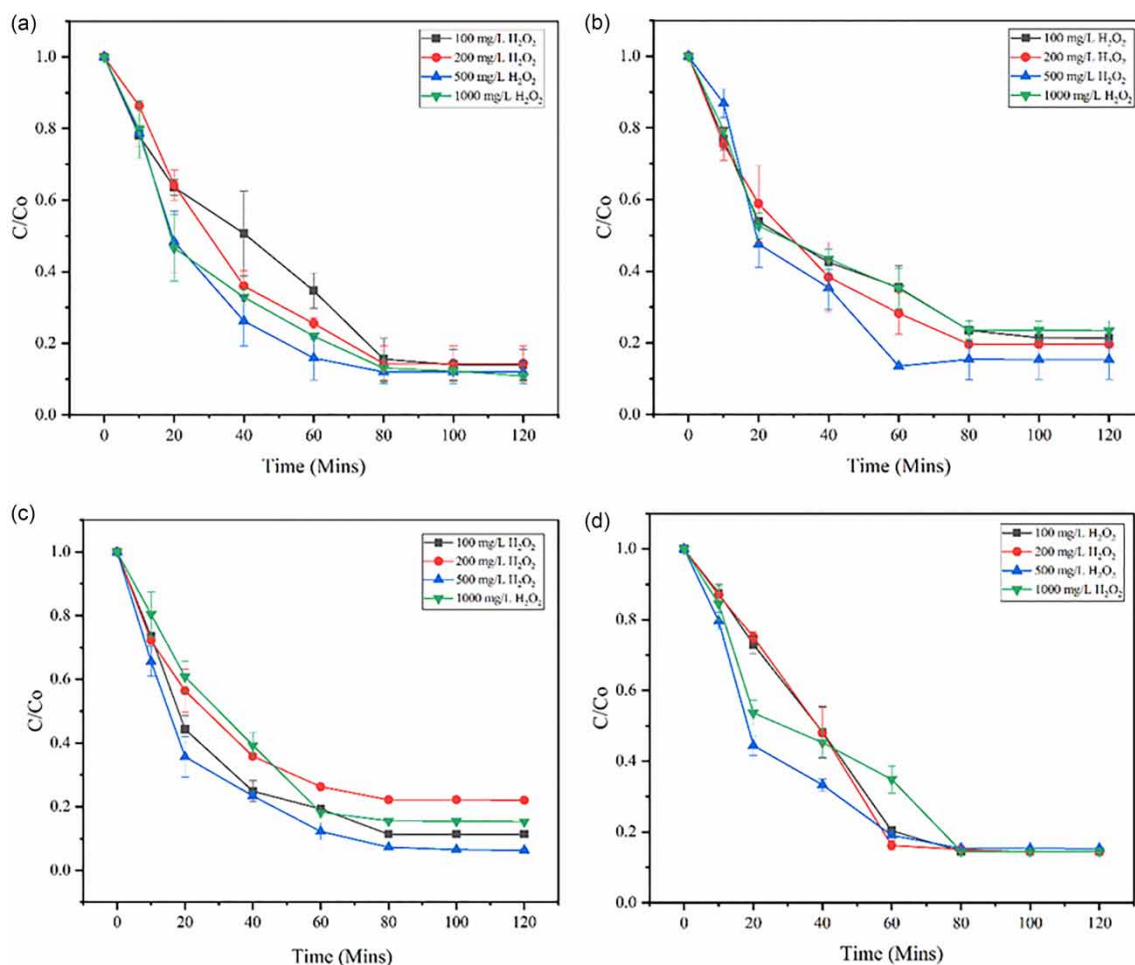 (a)
100 mg/L H₂O₂
200 mg/L H₂O₂
500 mg/L H₂O₂
1000 mg/L H₂O₂
1.0
0.8
0.6
0.4
0.2
0.0
C/Co
0 20 40 60 80 100 120
Time (Mins)
(b)
100 mg/L H₂O₂
200 mg/L H₂O₂
500 mg/L H₂O₂
1000 mg/L H₂O₂
1.0
0.8
0.6
0.4
0.2
0.0
C/Co
0 20 40 60 80 100 120
Time (Mins)
(c)
100 mg/L H₂O₂
200 mg/L H₂O₂
500 mg/L H₂O₂
1000 mg/L H₂O₂
1.0
0.8
0.6
0.4
0.2
0.0
C/Co
0 20 40 60 80 100 120
Time (Mins)
(d)
100 mg/L H₂O₂
200 mg/L H₂O₂
500 mg/L H₂O₂
1000 mg/L H₂O₂
1.0
0.8
0.6
0.4
0.2
0.0
C/Co
0 20 40 60 80 100 120
Time (Mins)